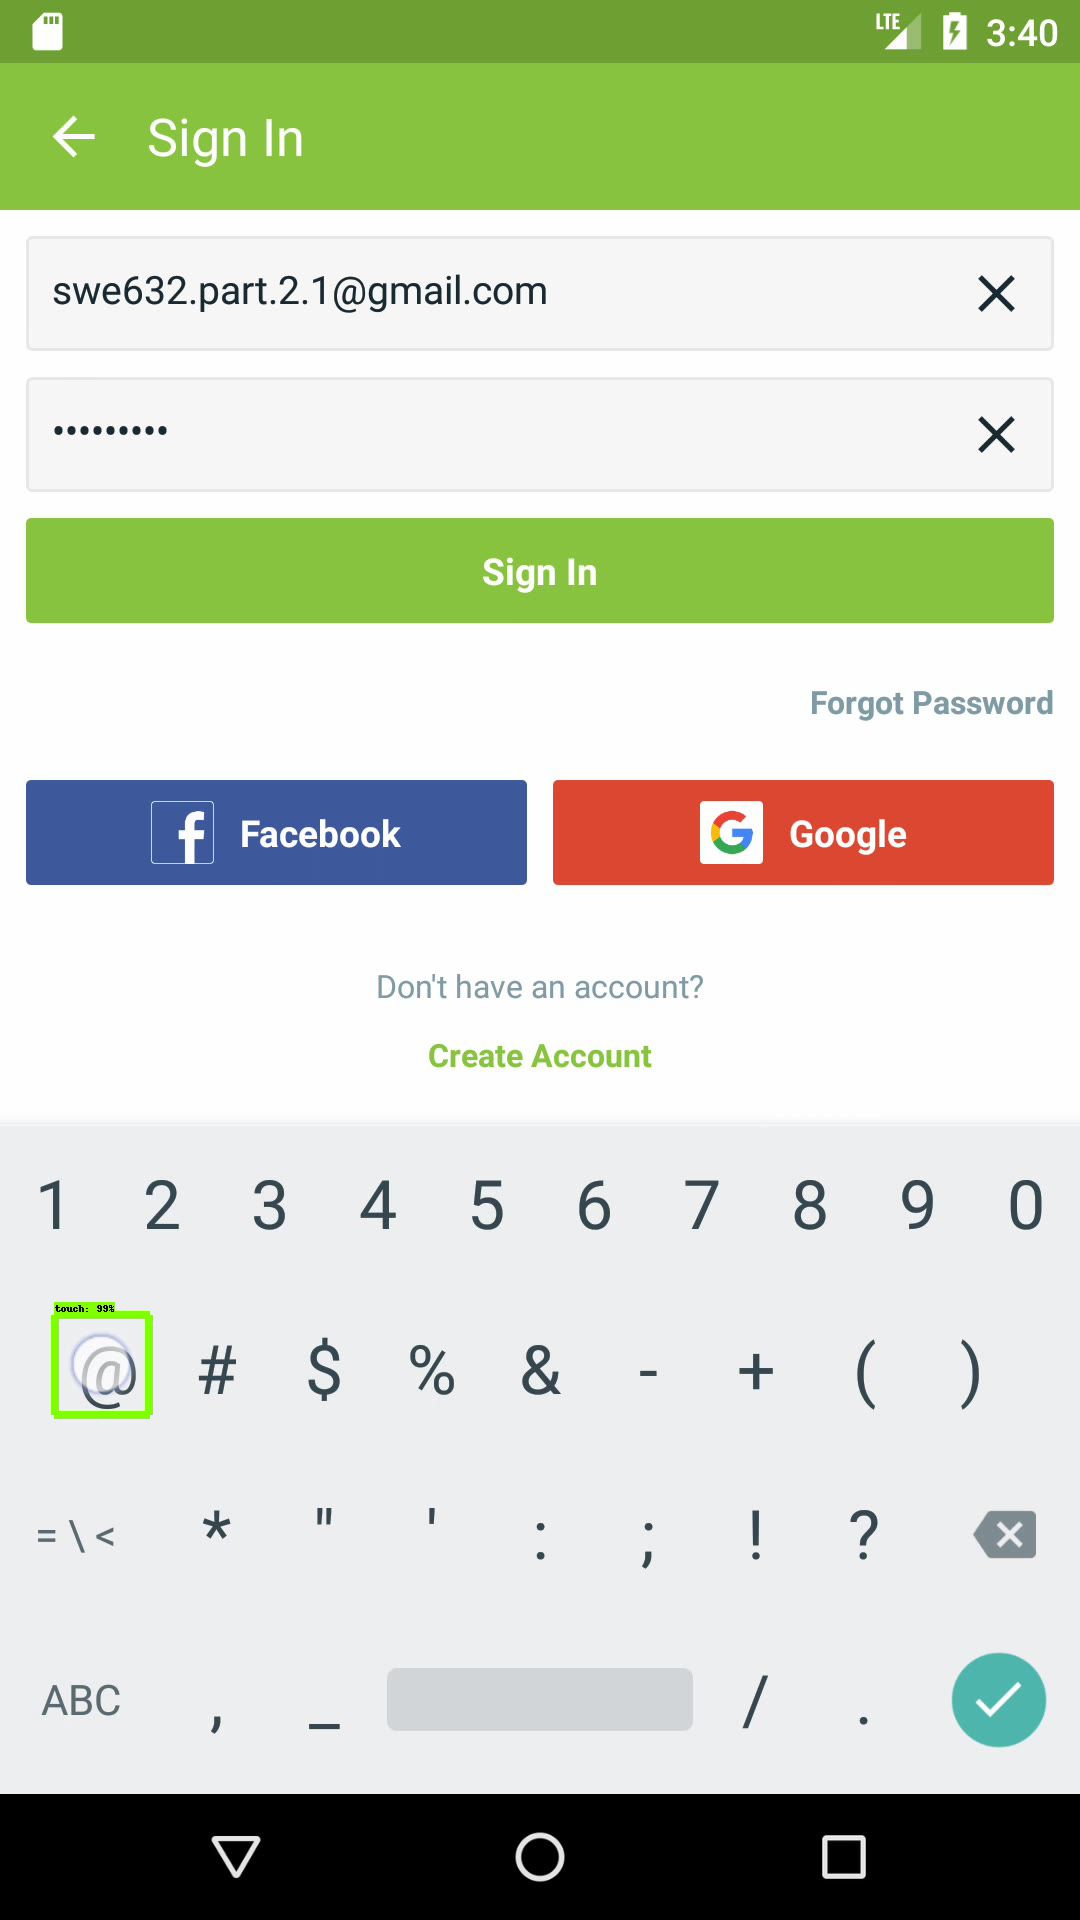 LTE 3:40
Sign In
swe632.part.2.1@gmail.com
•••••••••
Sign In
Forgot Password
f Facebook
G Google
Don't have an account?
Create Account
1 2 3 4 5 6 7 8 9 0
touch: 99%
@ # $ % & - + ( )
= \ < * " ' : ; ! ?
ABC , _ / .